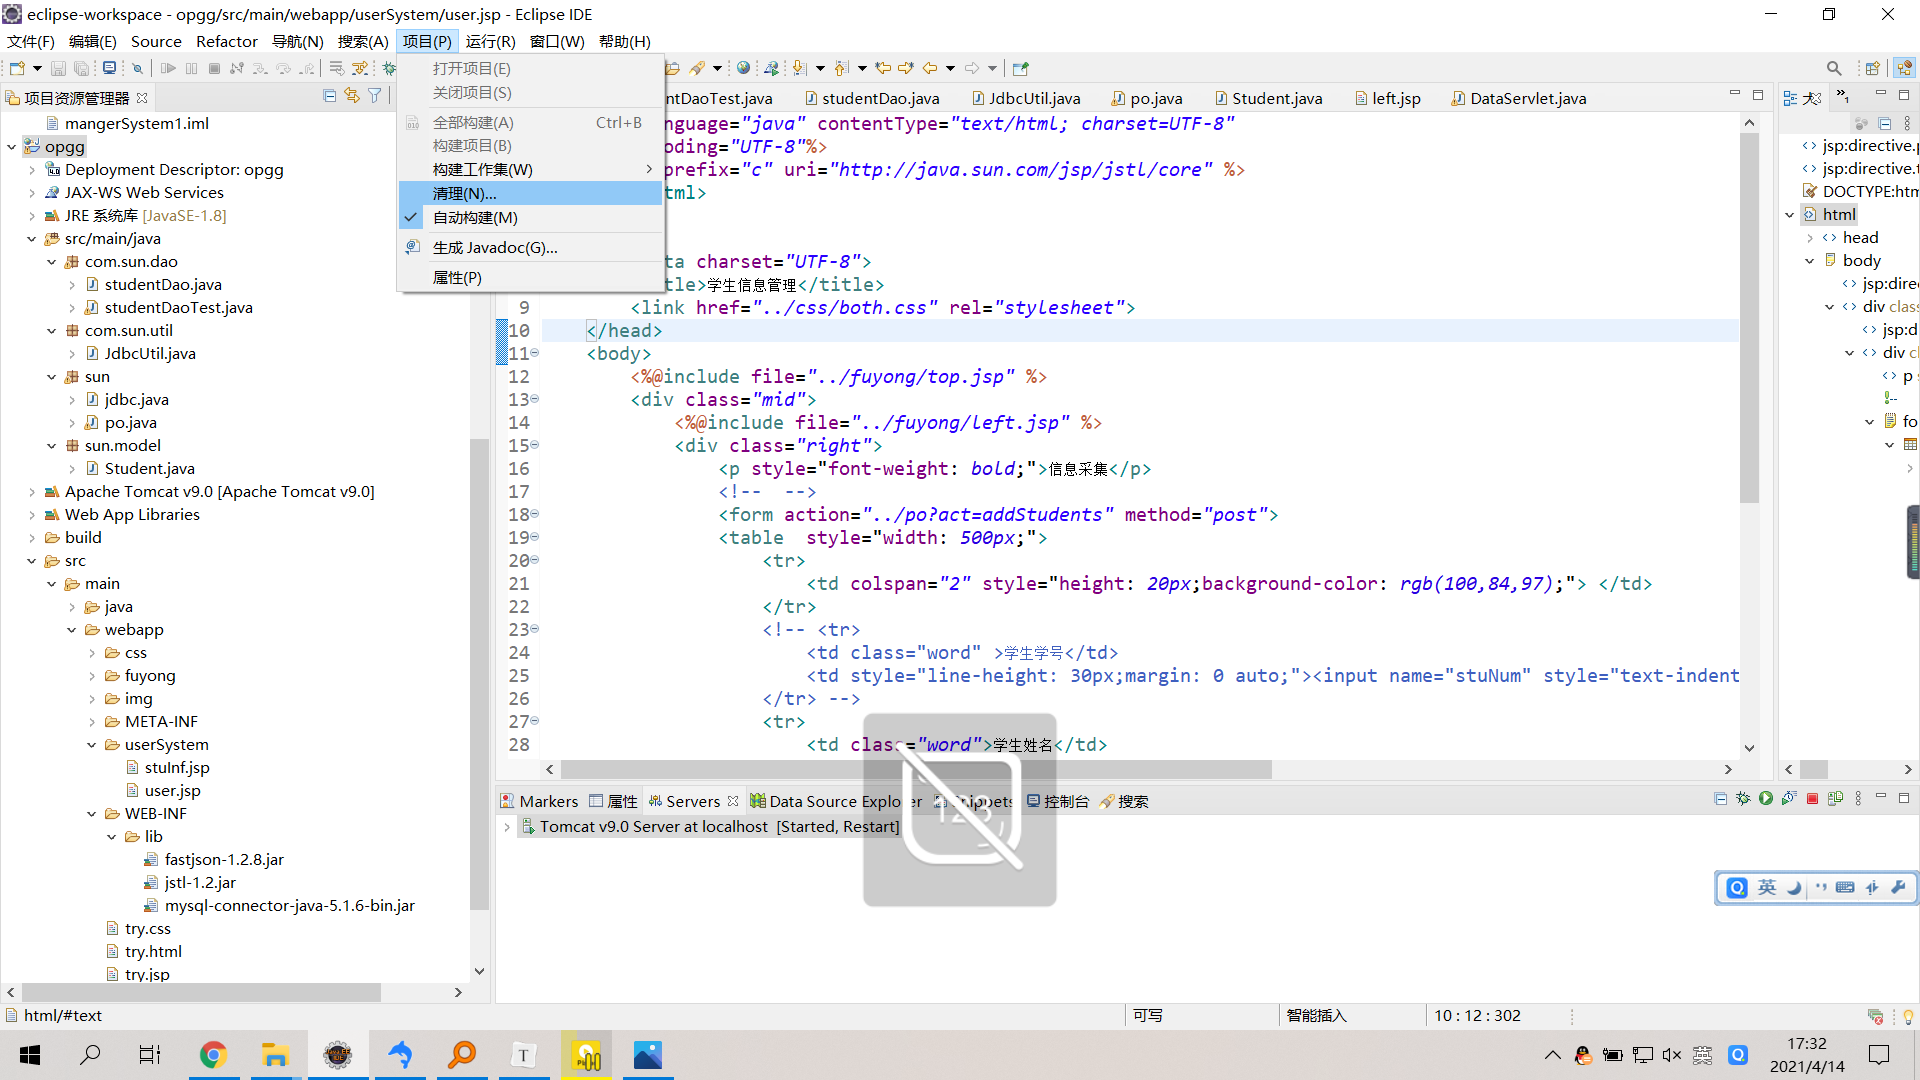 eclipse-workspace - opgg/src/main/webapp/userSystem/user.jsp - Eclipse IDE
文件(F) 编辑(E) Source Refactor 导航(N) 搜索(A) 项目(P) 运行(R) 窗口(W) 帮助(H)
打开项目(E)
关闭项目(S)
全部构建(A) Ctrl+B
构建项目(B)
构建工作集(W)
清理(N)...
自动构建(M)
生成 Javadoc(G)...
属性(P)
项目资源管理器
mangerSystem1.iml
opgg
Deployment Descriptor: opgg
JAX-WS Web Services
JRE 系统库 [JavaSE-1.8]
src/main/java
com.sun.dao
studentDao.java
studentDaoTest.java
com.sun.util
JdbcUtil.java
sun
jdbc.java
po.java
sun.model
Student.java
Apache Tomcat v9.0 [Apache Tomcat v9.0]
Web App Libraries
build
src
main
java
webapp
css
fuyong
img
META-INF
userSystem
stuInf.jsp
user.jsp
WEB-INF
lib
fastjson-1.2.8.jar
jstl-1.2.jar
mysql-connector-java-5.1.6-bin.jar
try.css
try.html
try.jsp
ntDaoTest.java studentDao.java JdbcUtil.java po.java Student.java left.jsp DataServlet.java
nguage="java" contentType="text/html; charset=UTF-8"
oding="UTF-8"%>
prefix="c" uri="http://java.sun.com/jsp/jstl/core" %>
tml>
ta charset="UTF-8">
tle>学生信息管理</title>
9 <link href="../css/both.css" rel="stylesheet">
10 </head>
11 <body>
12 <%@include file="../fuyong/top.jsp" %>
13 <div class="mid">
14 <%@include file="../fuyong/left.jsp" %>
15 <div class="right">
16 <p style="font-weight: bold;">信息采集</p>
17 <!--  -->
18 <form action="../po?act=addStudents" method="post">
19 <table  style="width: 500px;">
20 <tr>
21 <td colspan="2" style="height: 20px;background-color: rgb(100,84,97);"> </td>
22 </tr>
23 <!-- <tr>
24 <td class="word" >学生学号</td>
25 <td style="line-height: 30px;margin: 0 auto;"><input name="stuNum" style="text-indent
26 </tr> -->
27 <tr>
28 <td class="word">学生姓名</td>
jsp:directive.p
jsp:directive.t
DOCTYPE:htm
html
head
body
jsp:dire
div class
jsp:d
div cl
p
fo
Markers 属性 Servers Data Source Explorer Snippets 控制台 搜索
Tomcat v9.0 Server at localhost [Started, Restart]
123
英
html/#text 可写 智能插入 10 : 12 : 302
英 17:32
2021/4/14